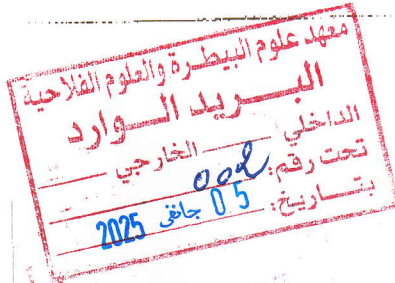 معهد علوم البيطرة والعلوم الفلاحية
البريد الوارد
الداخلي الخارجي
تحت رقم: 002
بتاريخ: 05 جانفي 2025